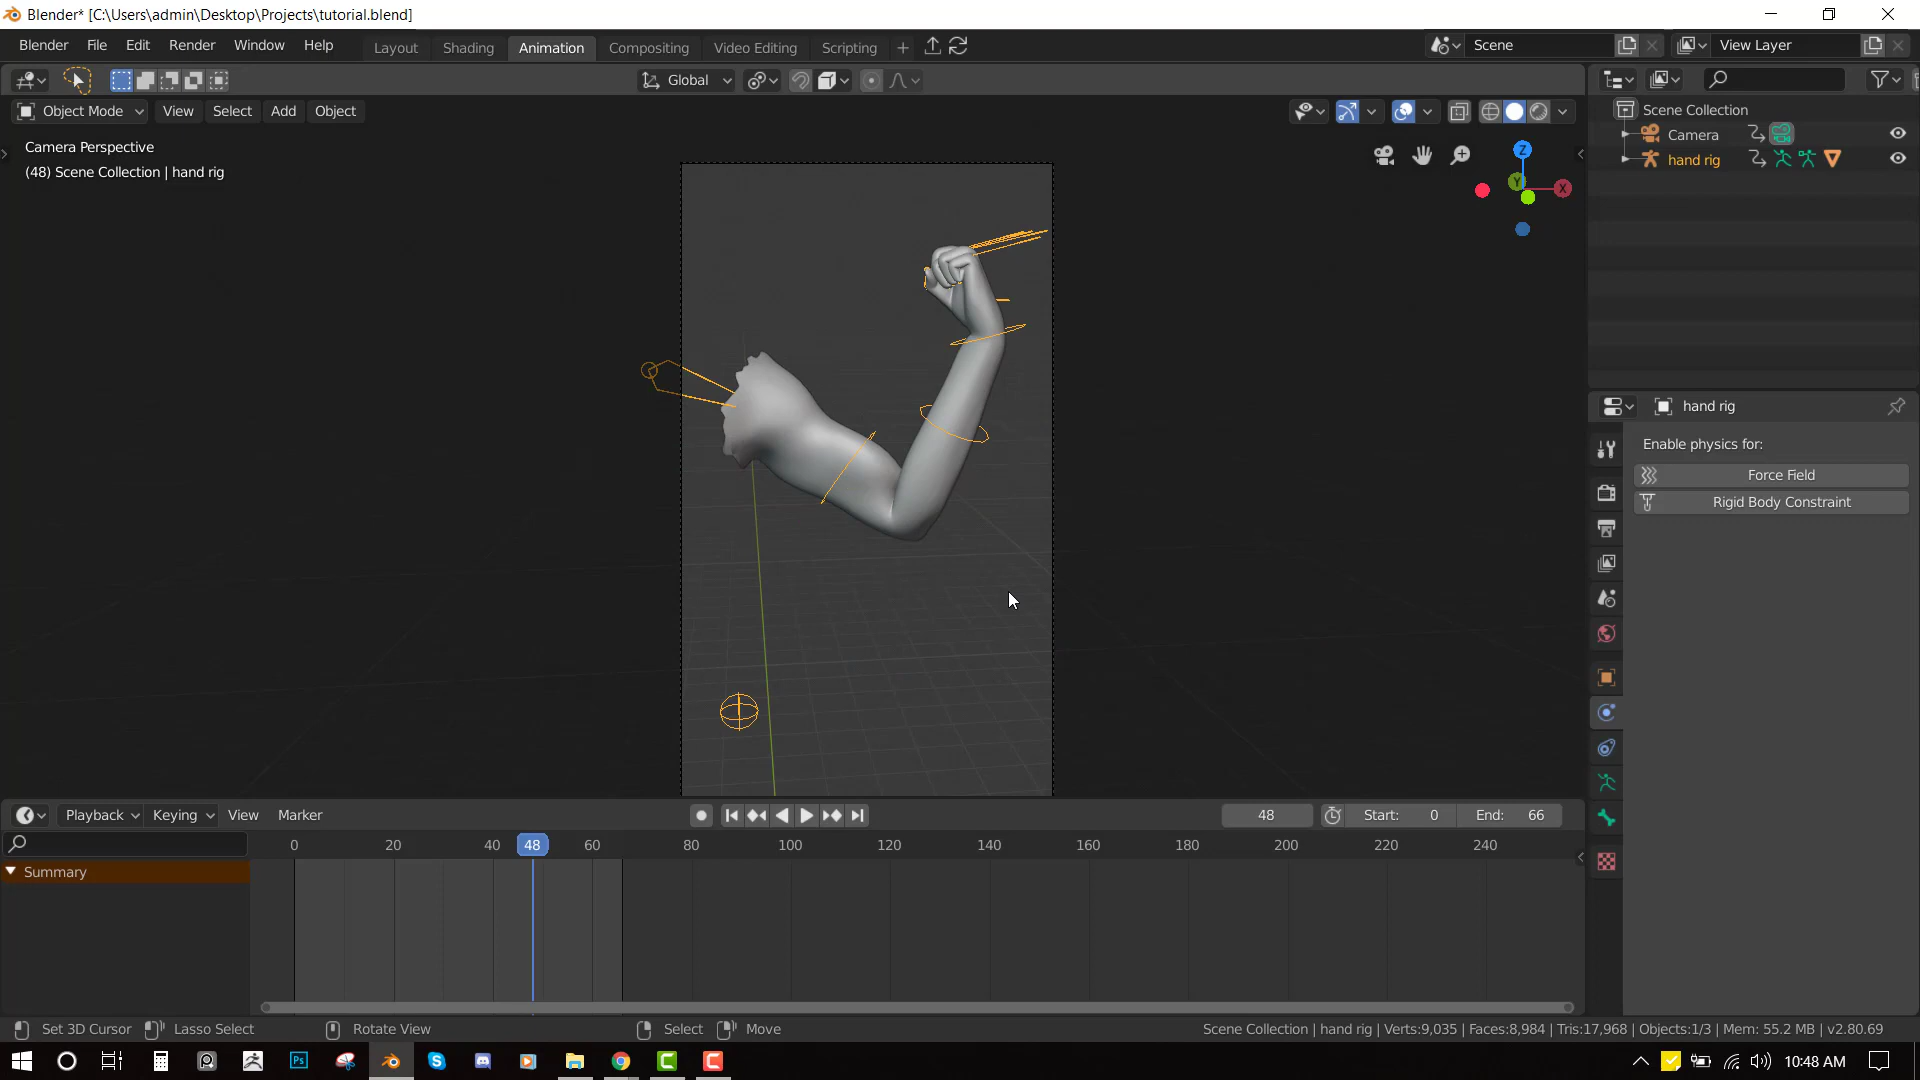 Blender* [C:\Users\admin\Desktop\Projects\tutorial.blend]
Blender File Edit Render Window Help Layout Shading Animation Compositing Video Editing Scripting Scene View Layer
Global
Object Mode View Select Add Object
Camera Perspective
(48) Scene Collection | hand rig
Z
Y
X
Scene Collection
Camera
hand rig
hand rig
Enable physics for:
Force Field
Rigid Body Constraint
Playback Keying View Marker 48 Start: 0 End: 66
0 20 40 48 60 80 100 120 140 160 180 200 220 240
Summary
Set 3D Cursor Lasso Select Rotate View Select Move Scene Collection | hand rig | Verts:9,035 | Faces:8,984 | Tris:17,968 | Objects:1/3 | Mem: 55.2 MB | v2.80.69
Ps
10:48 AM